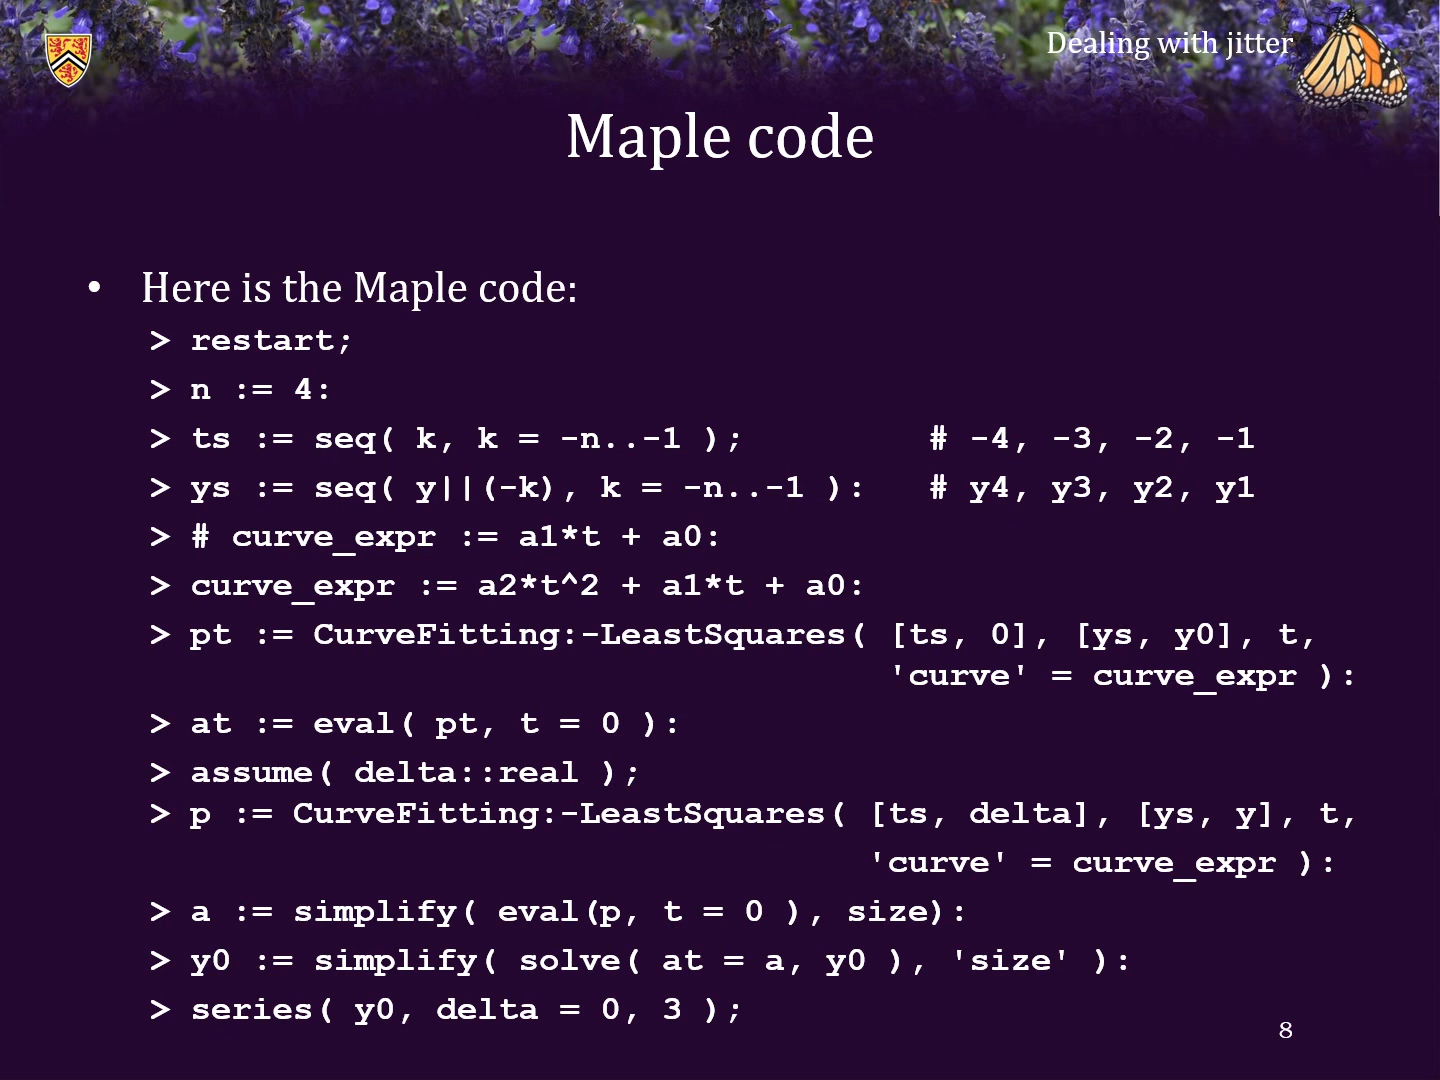 Dealing with jitter
Maple code
• Here is the Maple code:
> restart;
> n := 4:
> ts := seq( k, k = -n..-1 );         # -4, -3, -2, -1
> ys := seq( y||(-k), k = -n..-1 ):   # y4, y3, y2, y1
> # curve_expr := a1*t + a0:
> curve_expr := a2*t^2 + a1*t + a0:
> pt := CurveFitting:-LeastSquares( [ts, 0], [ys, y0], t,
'curve' = curve_expr ):
> at := eval( pt, t = 0 ):
> assume( delta::real );
> p := CurveFitting:-LeastSquares( [ts, delta], [ys, y], t,
'curve' = curve_expr ):
> a := simplify( eval(p, t = 0 ), size):
> y0 := simplify( solve( at = a, y0 ), 'size' ):
> series( y0, delta = 0, 3 );
8